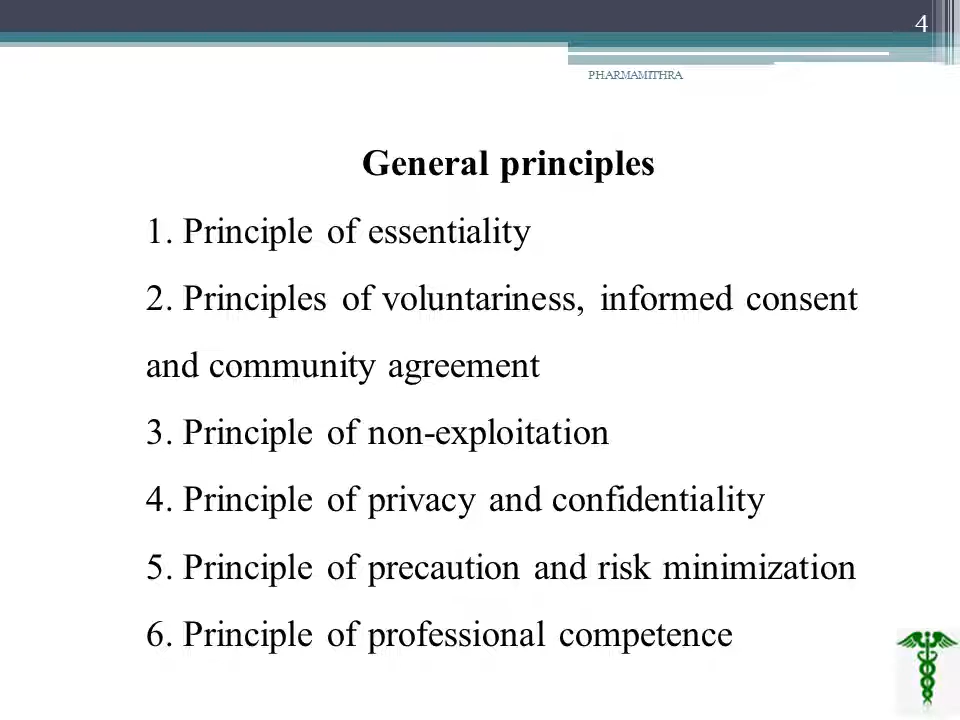 4
PHARMAMITHRA
General principles
1. Principle of essentiality
2. Principles of voluntariness, informed consent
and community agreement
3. Principle of non-exploitation
4. Principle of privacy and confidentiality
5. Principle of precaution and risk minimization
6. Principle of professional competence